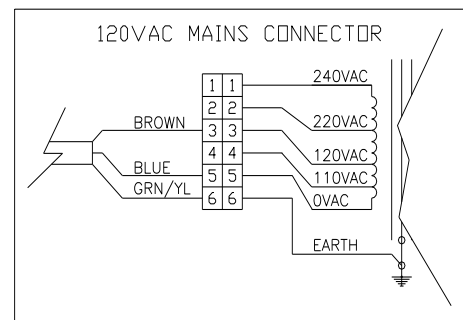 120VAC MAINS CONNECTOR
240VAC
1 1
2 2
220VAC
BROWN
3 3
120VAC
4 4
110VAC
BLUE
5 5
0VAC
GRN/YL
6 6
EARTH